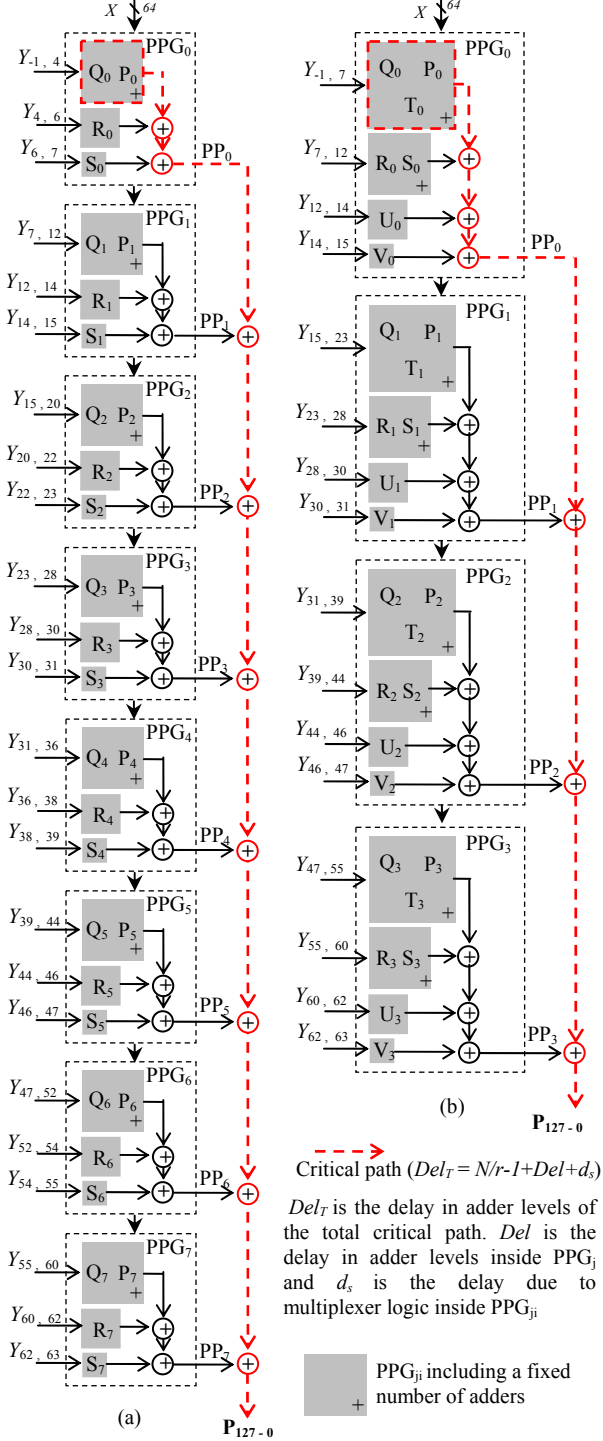 X 64
PPG0
Y-1, 4
Q0 P0
+
Y4, 6
R0
+
Y6, 7
S0
+
PP0
PPG1
Y7, 12
Q1 P1
+
Y12, 14
R1
+
Y14, 15
S1
+
PP1
+
PPG2
Y15, 20
Q2 P2
+
Y20, 22
R2
+
Y22, 23
S2
+
PP2
+
PPG3
Y23, 28
Q3 P3
+
Y28, 30
R3
+
Y30, 31
S3
+
PP3
+
PPG4
Y31, 36
Q4 P4
+
Y36, 38
R4
+
Y38, 39
S4
+
PP4
+
PPG5
Y39, 44
Q5 P5
+
Y44, 46
R5
+
Y46, 47
S5
+
PP5
+
PPG6
Y47, 52
Q6 P6
+
Y52, 54
R6
+
Y54, 55
S6
+
PP6
+
PPG7
Y55, 60
Q7 P7
+
Y60, 62
R7
+
Y62, 63
S7
+
PP7
+
(a)
P127 - 0
X 64
PPG0
Y-1, 7
Q0 P0
T0
+
Y7, 12
R0 S0
+
+
Y12, 14
U0
+
Y14, 15
V0
+
PP0
PPG1
Y15, 23
Q1 P1
T1
+
Y23, 28
R1 S1
+
+
Y28, 30
U1
+
Y30, 31
V1
+
PP1
+
PPG2
Y31, 39
Q2 P2
T2
+
Y39, 44
R2 S2
+
+
Y44, 46
U2
+
Y46, 47
V2
+
PP2
+
PPG3
Y47, 55
Q3 P3
T3
+
Y55, 60
R3 S3
+
+
Y60, 62
U3
+
Y62, 63
V3
+
PP3
+
(b)
P127 - 0
Critical path (DelT = N/r-1+Del+ds)
DelT is the delay in adder levels of
the total critical path. Del is the
delay in adder levels inside PPGj
and ds is the delay due to
multiplexer logic inside PPGji
+
PPGji including a fixed
number of adders